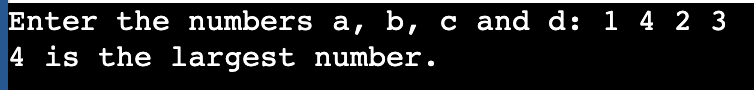 Enter the numbers a, b, c and d: 1 4 2 3
4 is the largest number.